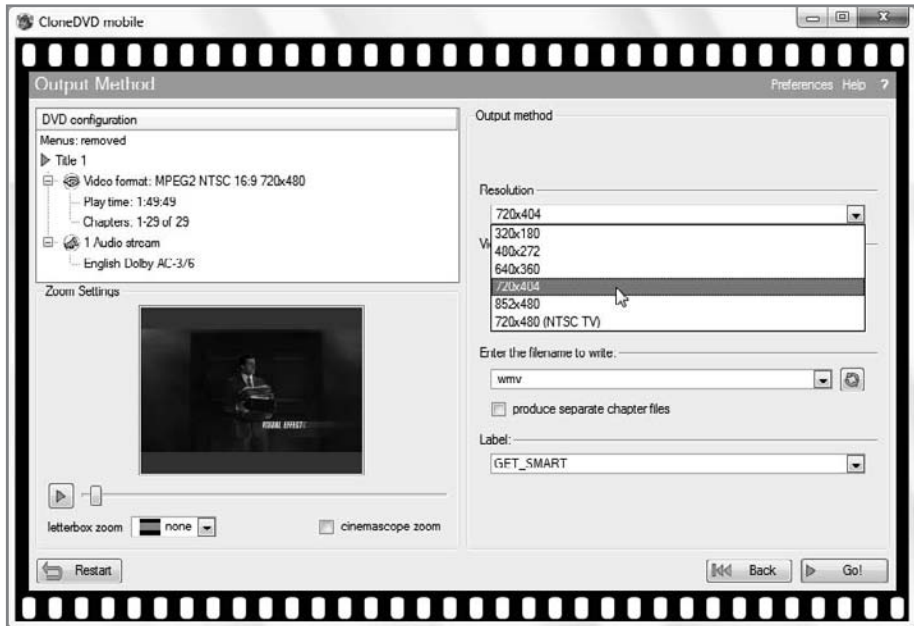 CloneDVD mobile
Output Method
Preferences Help ?
DVD configuration
Menus: removed
Title 1
Video format: MPEG2 NTSC 16:9 720x480
Play time: 1:49:49
Chapters: 1-29 of 29
1 Audio stream
English Dolby AC-3/6
Zoom Settings
VISUAL EFFECTS
letterbox zoom
none
cinemascope zoom
Restart
Output method
Resolution
720x404
320x180
480x272
640x360
720x404
852x480
720x480 (NTSC TV)
Enter the filename to write:
wmv
produce separate chapter files
Label:
GET_SMART
Back
Go!